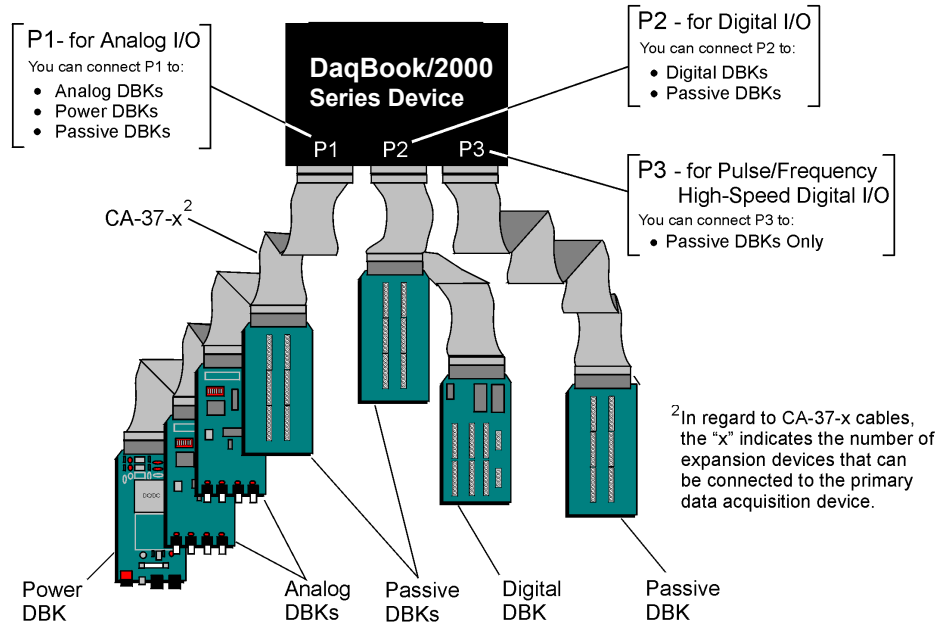 P1- for Analog I/O
You can connect P1 to:
• Analog DBKs
• Power DBKs
• Passive DBKs
DaqBook/2000
Series Device
P1
P2
P3
P2 - for Digital I/O
You can connect P2 to:
• Digital DBKs
• Passive DBKs
P3 - for Pulse/Frequency
High-Speed Digital I/O
You can connect P3 to:
• Passive DBKs Only
CA-37-x2
DC/DC
2In regard to CA-37-x cables,
the “x” indicates the number of
expansion devices that can
be connected to the primary
data acquisition device.
Power
DBK
Analog
DBKs
Passive
DBKs
Digital
DBK
Passive
DBK